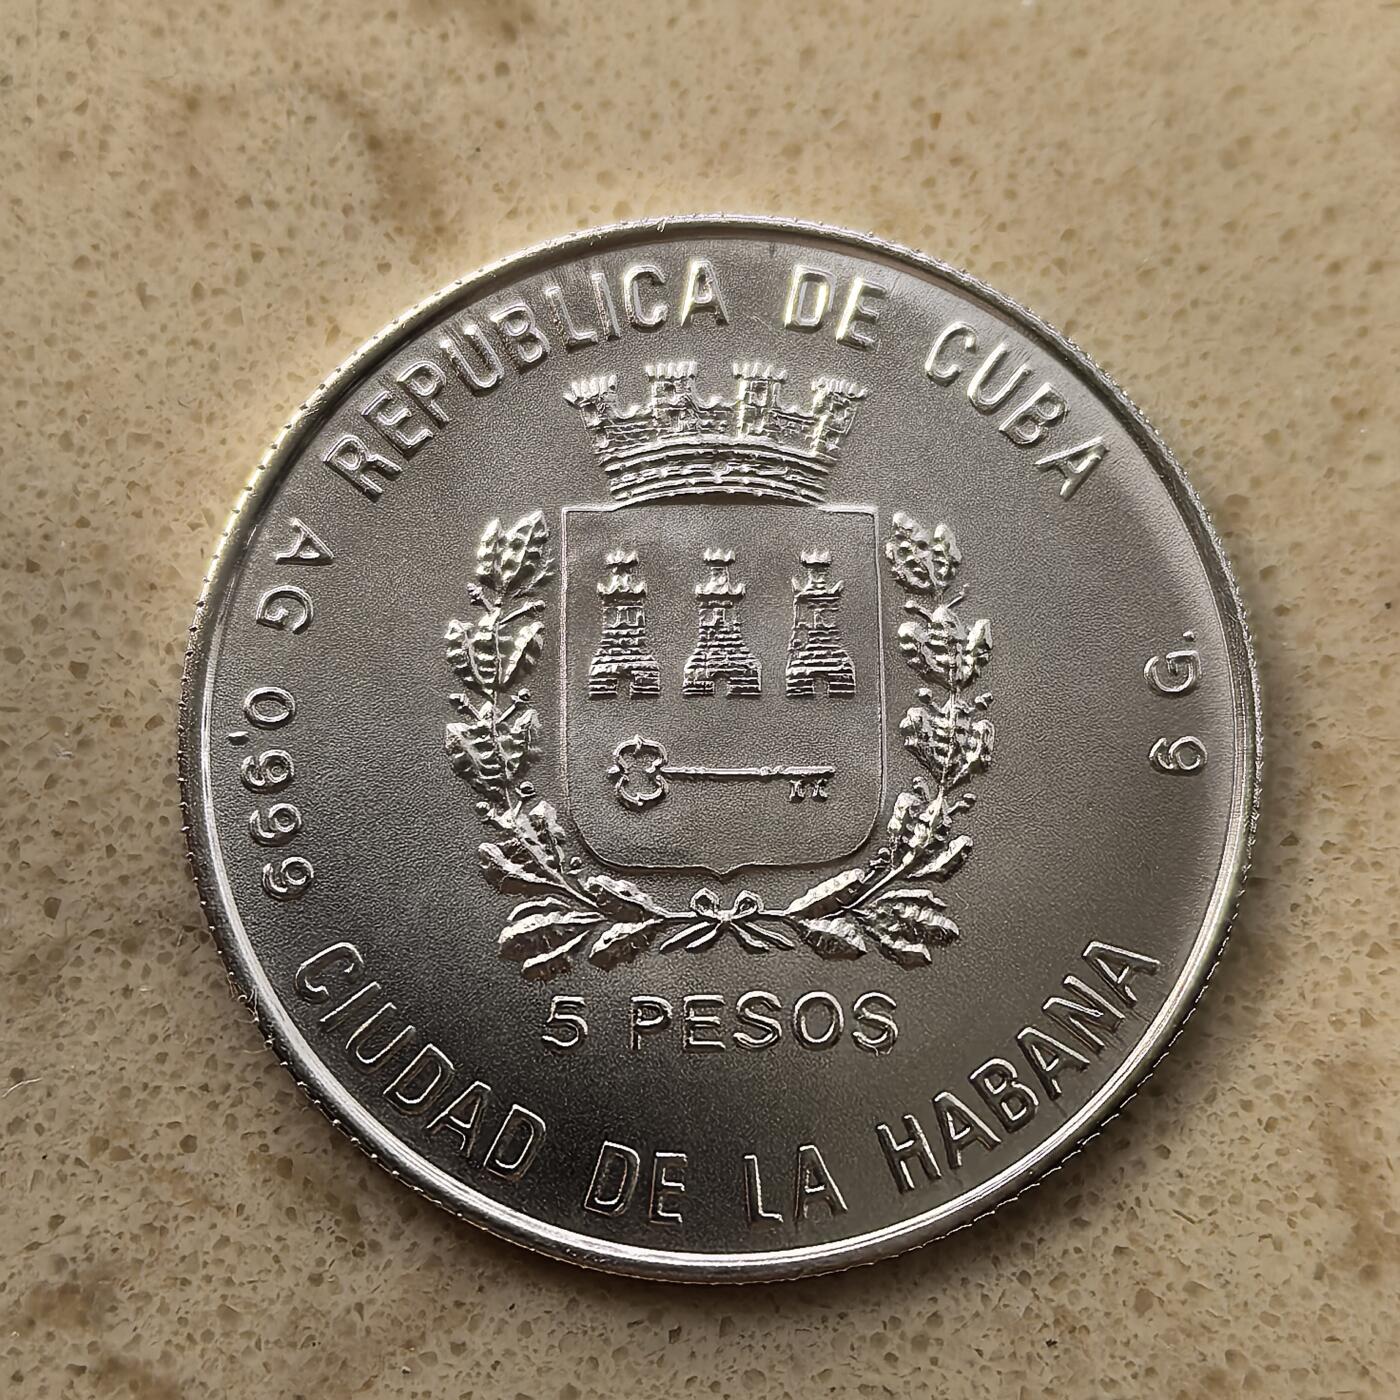 REPUBLICA DE CUBA
AG 0,999
6 G.
5 PESOS
CIUDAD DE LA HABANA